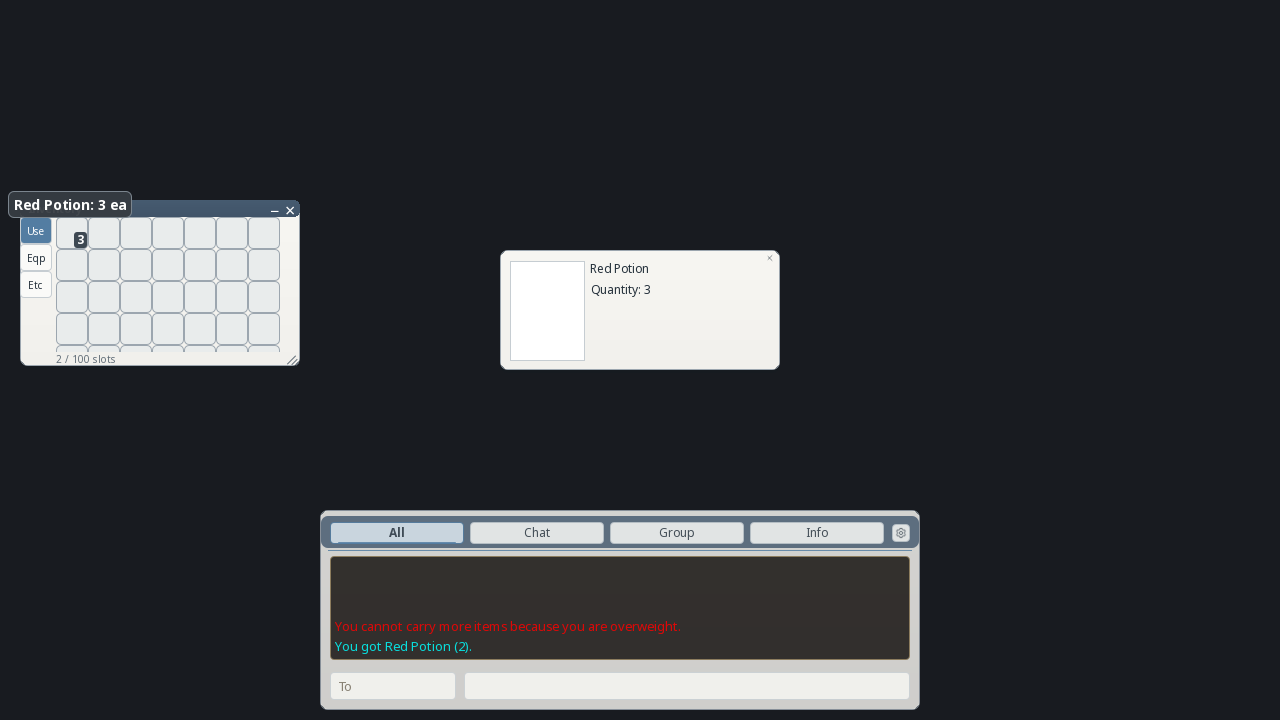 Red Potion: 3 ea
Use
3
Eqp
Etc
2 / 100 slots
Red Potion
Quantity: 3
All
Chat
Group
Info
You cannot carry more items because you are overweight.
You got Red Potion (2).
To